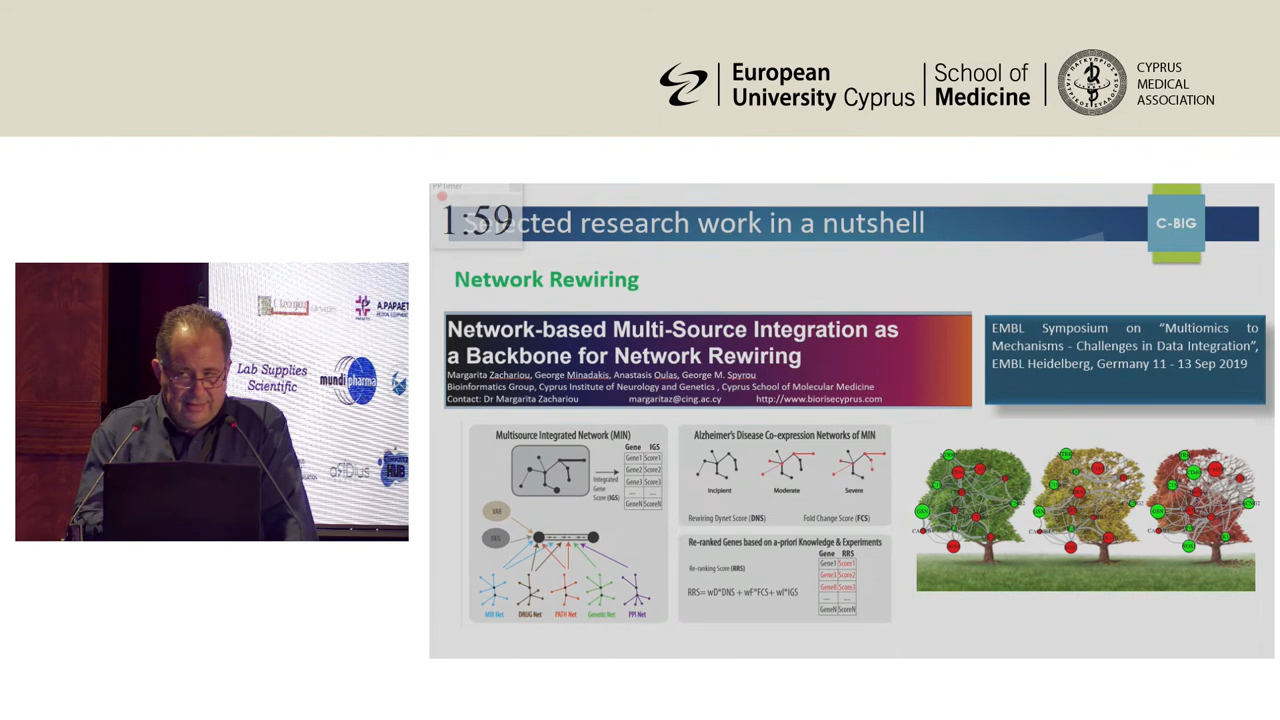 European
University Cyprus
School of
Medicine
CYPRUS
MEDICAL
ASSOCIATION
PPTimer
1:59
Selected research work in a nutshell
C-BIG
Network Rewiring
Network-based Multi-Source Integration as
a Backbone for Network Rewiring
Margarita Zachariou, George Minadakis, Anastasis Oulas, George M. Spyrou
Bioinformatics Group, Cyprus Institute of Neurology and Genetics , Cyprus School of Molecular Medicine
Contact: Dr Margarita Zachariou margaritaz@cing.ac.cy http://www.biorisecyprus.com
EMBL Symposium on “Multiomics to
Mechanisms - Challenges in Data Integration”,
EMBL Heidelberg, Germany 11 - 13 Sep 2019
Multisource Integrated Network (MIN)
Gene IGS
Gene1 Score1
Gene2 Score2
Gene3 Score3
... ...
GeneN ScoreN
Integrated
Gene
Score(IGS)
VAR
REG
MIR Net DRUG Net PATH Net Genetic Net PPI Net
Alzheimer's Disease Co-expression Networks of MIN
Incipient Moderate Severe
Rewiring Dynet Score (DNS) Fold Change Score (FCS)
Re-ranked Genes based on a-priori Knowledge & Experiments
Gene RRS
Re-ranking Score(RRS)
RRS= wD*DNS + wF*FCS + wI*IGS
Gene1 Score1
Gene3 Score2
Gene8 Score3
... ...
GeneN ScoreN
Lab Supplies
Scientific
mundipharma
A.PAPAET
HUB